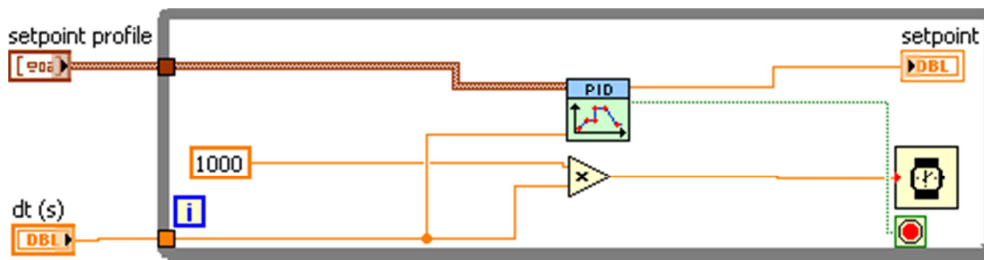 setpoint profile
setpoint
DBL
PID
1000
dt (s)
i
DBL